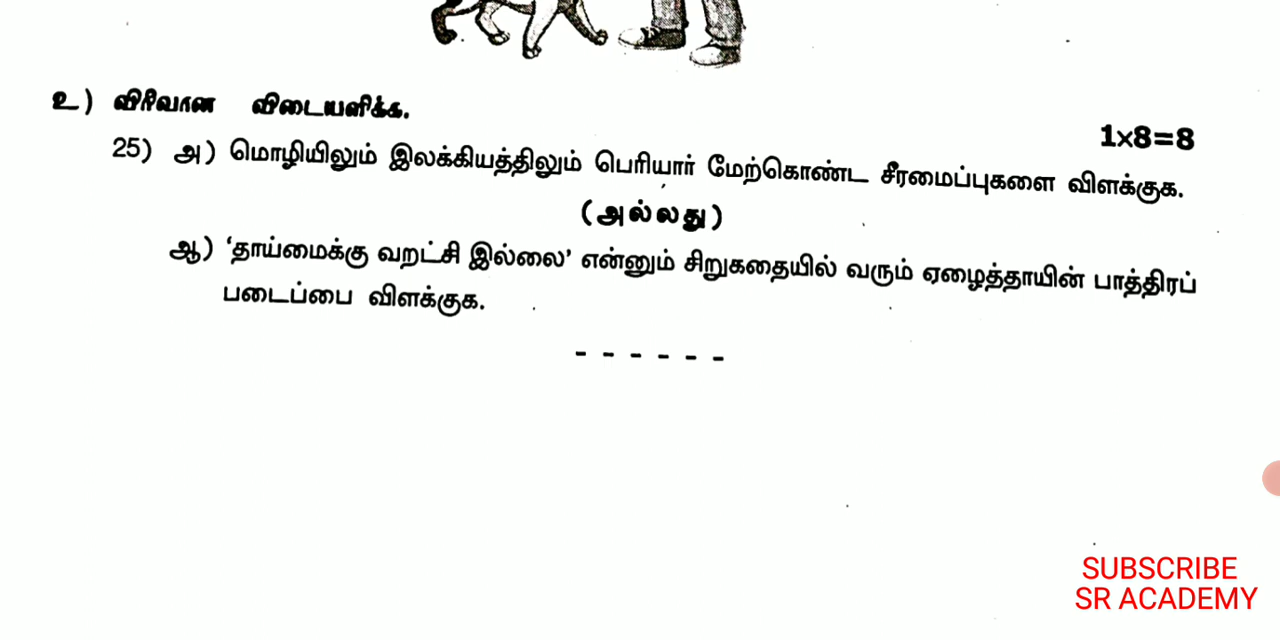 உ) விரிவான விடையளிக்க.
1×8=8
25) அ) மொழியிலும் இலக்கியத்திலும் பெரியார் மேற்கொண்ட சீரமைப்புகளை விளக்குக.
(அல்லது)
ஆ) ‘தாய்மைக்கு வறட்சி இல்லை’ என்னும் சிறுகதையில் வரும் ஏழைத்தாயின் பாத்திரப்
படைப்பை விளக்குக.
- - - - - -
SUBSCRIBE
SR ACADEMY